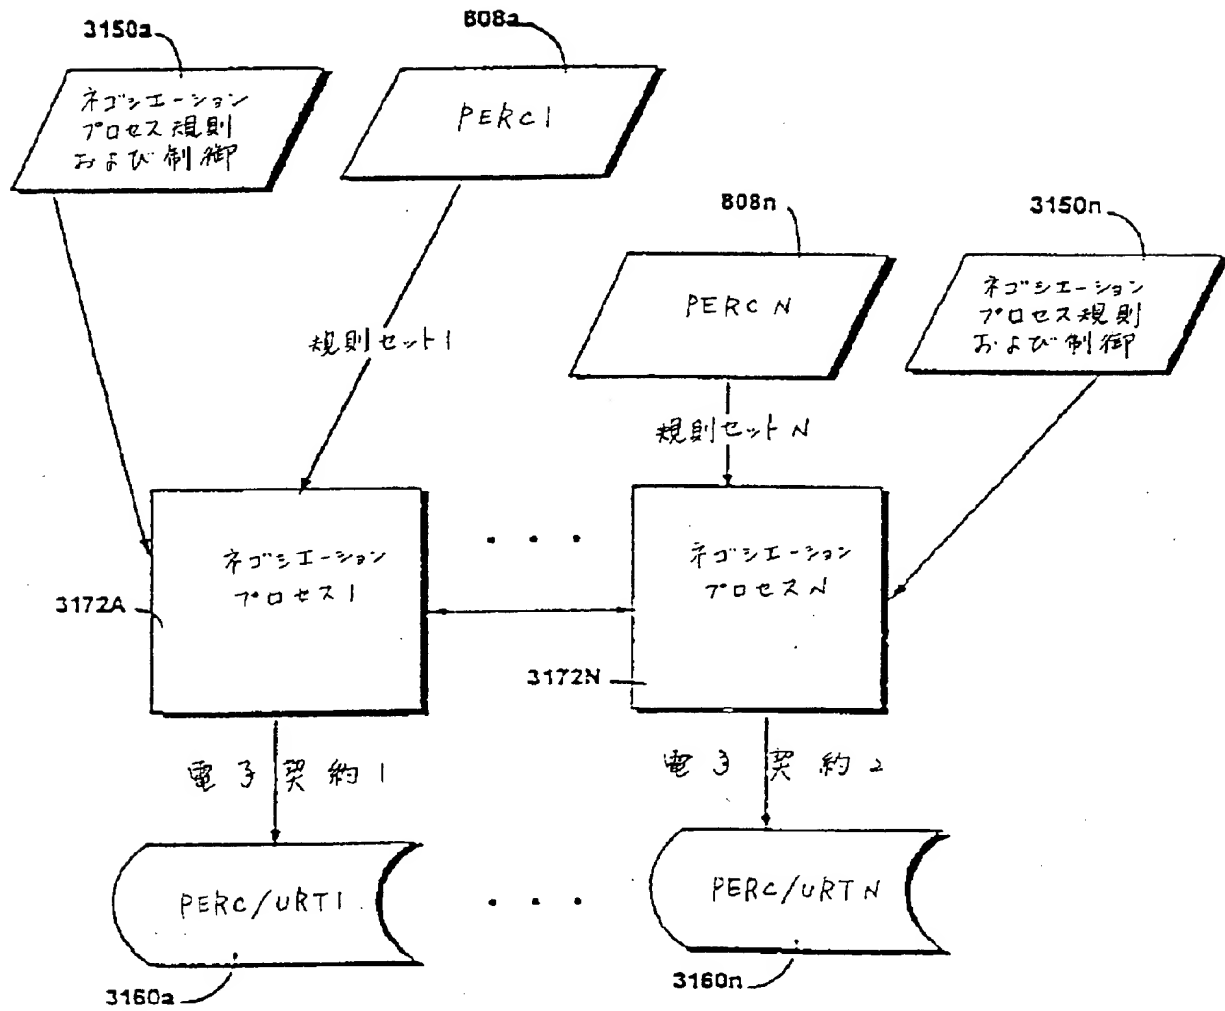 3150a
808a
ネゴシエーション
プロセス規則
および制御
PERC1
808n
3150n
PERC N
ネゴシエーション
プロセス規則
および制御
規則セット1
規則セットN
ネゴシエーション
プロセス1
ネゴシエーション
プロセスN
3172A
3172N
電子契約1
電子契約2
PERC/URT1
PERC/URT N
3160a
3160n